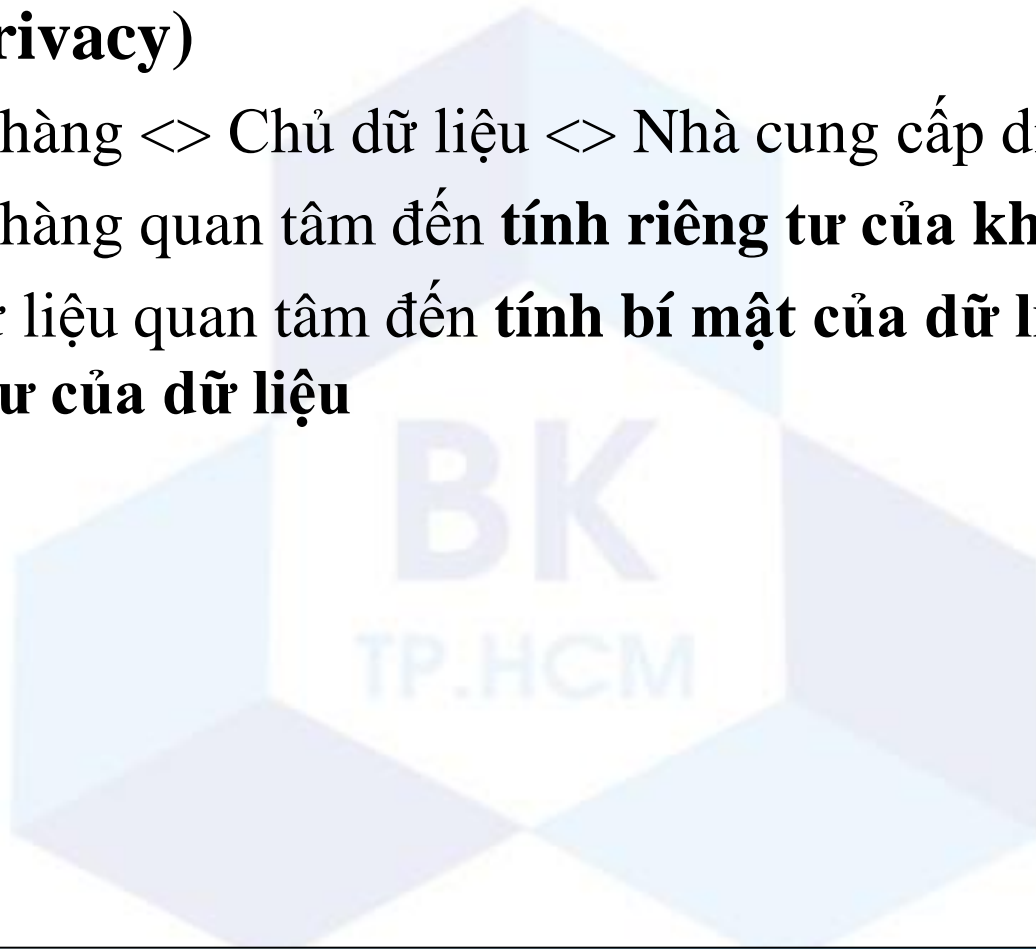 rivacy)
hàng <> Chủ dữ liệu <> Nhà cung cấp d
hàng quan tâm đến tính riêng tư của kh
liệu quan tâm đến tính bí mật của dữ l
ư của dữ liệu
BK
TP.HCM